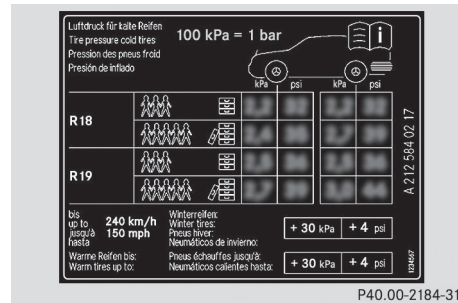 Luftdruck für kalte Reifen
Tire pressure cold tires
Pression des pneus froid
Presión de inflado
100 kPa = 1 bar
i
kPa psi kPa psi
R18
R19
bis
up to
jusqu'à
hasta
240 km/h
150 mph
Winterreifen:
Winter tires:
Pneus hiver:
Neumáticos de invierno:
+ 30 kPa + 4 psi
Warme Reifen bis:
Warm tires up to:
Pneus échauffes jusqu'à:
Neumáticos calientes hasta:
+ 30 kPa + 4 psi
A 212 584 02 17
1234567
P40.00-2184-31